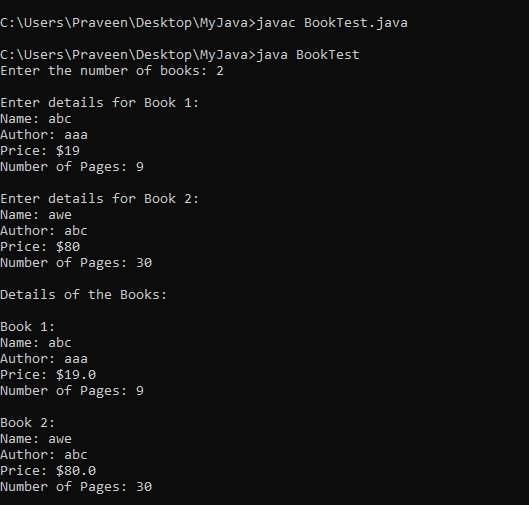 C:\Users\Praveen\Desktop\MyJava>javac BookTest.java
C:\Users\Praveen\Desktop\MyJava>java BookTest
Enter the number of books: 2
Enter details for Book 1:
Name: abc
Author: aaa
Price: $19
Number of Pages: 9
Enter details for Book 2:
Name: awe
Author: abc
Price: $80
Number of Pages: 30
Details of the Books:
Book 1:
Name: abc
Author: aaa
Price: $19.0
Number of Pages: 9
Book 2:
Name: awe
Author: abc
Price: $80.0
Number of Pages: 30